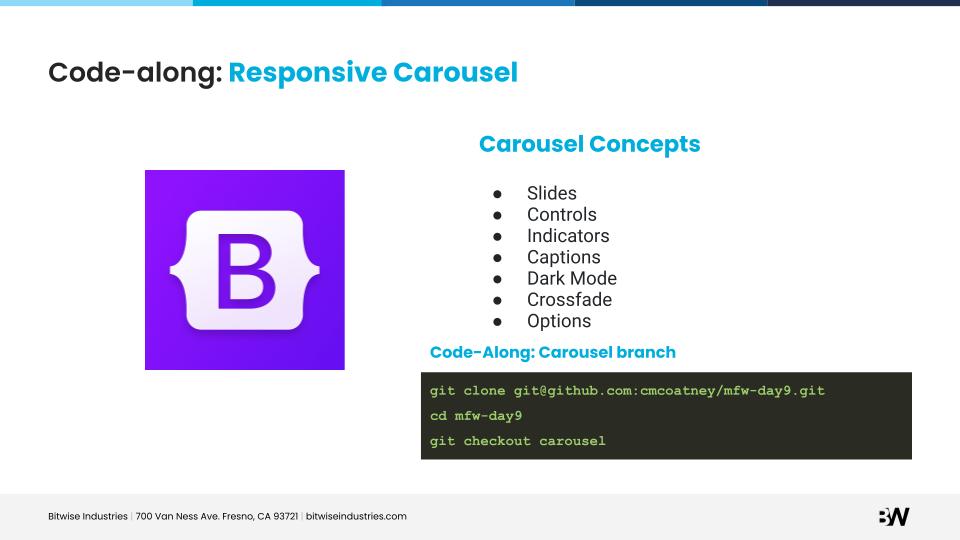 Code-along: Responsive Carousel
B
Carousel Concepts
● Slides
● Controls
● Indicators
● Captions
● Dark Mode
● Crossfade
● Options
Code-Along: Carousel branch
git clone git@github.com:cmcoatney/mfw-day9.git
cd mfw-day9
git checkout carousel
Bitwise Industries | 700 Van Ness Ave. Fresno, CA 93721 | bitwiseindustries.com
BW